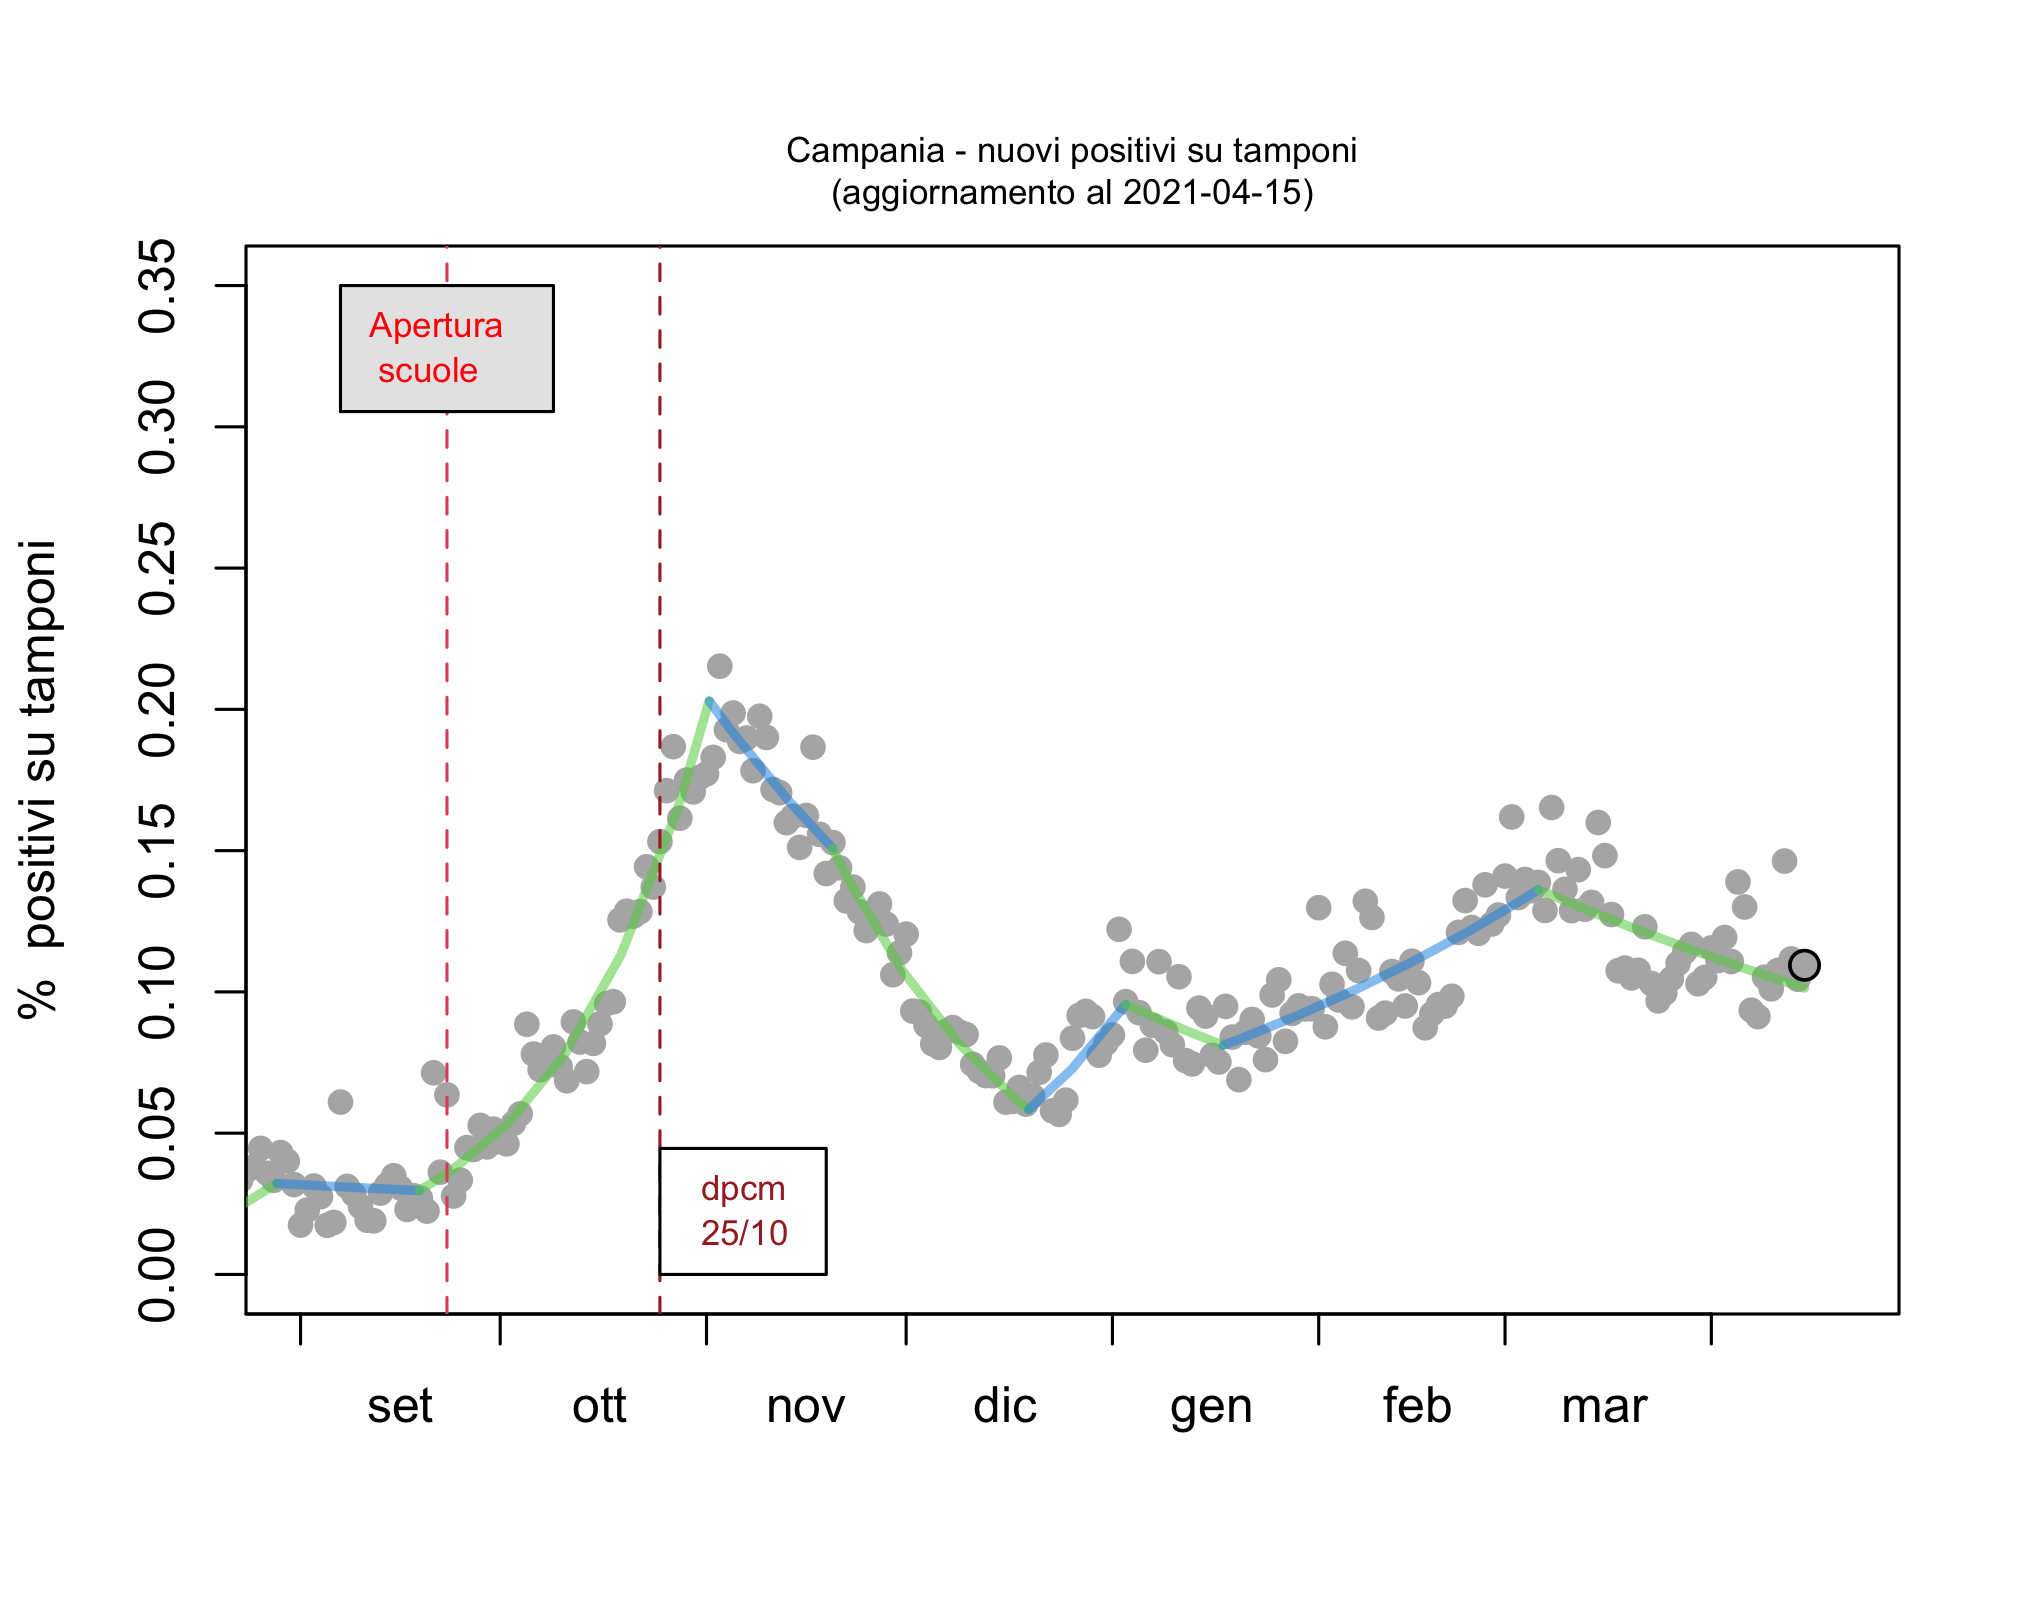 Campania - nuovi positivi su tamponi
(aggiornamento al 2021-04-15)
% positivi su tamponi
0.35
0.30
0.25
0.20
0.15
0.10
0.05
0.00
Apertura
scuole
dpcm
25/10
set ott nov dic gen feb mar